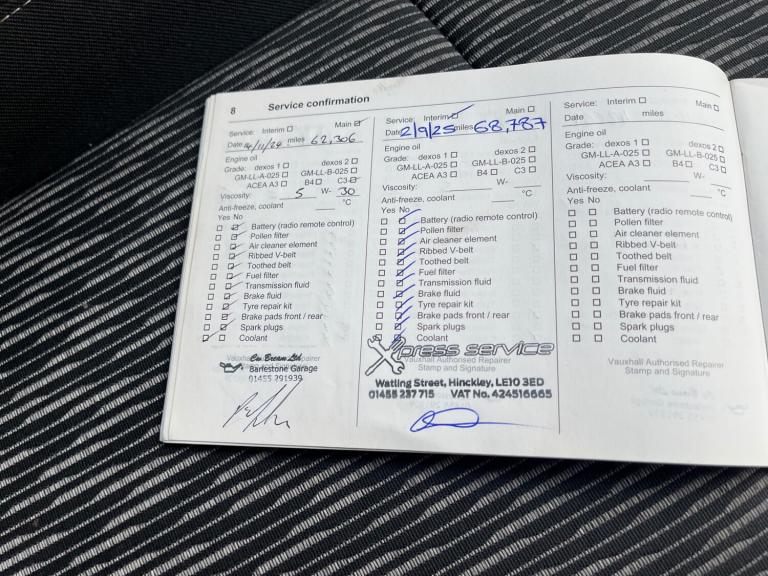 8 Service confirmation
Service: Interim ☐ Main ☑
Date 4/11/24 miles 62,306
Engine oil
Grade: dexos 1 ☐ dexos 2 ☐
GM-LL-A-025 ☐ GM-LL-B-025 ☐
ACEA A3 ☐ B4 ☐ C3 ☑
Viscosity: 5 W- 30
Anti-freeze, coolant °C
Yes No
☐ ☑ Battery (radio remote control)
☐ ☑ Pollen filter
☐ ☑ Air cleaner element
☐ ☑ Ribbed V-belt
☐ ☑ Toothed belt
☐ ☑ Fuel filter
☐ ☑ Transmission fluid
☐ ☑ Brake fluid
☐ ☑ Tyre repair kit
☐ ☑ Brake pads front / rear
☐ ☑ Spark plugs
☑ ☐ Coolant
Barlestone Garage
01455 291939
Service: Interim ☑ Main ☐
Date 2/9/25 miles 68,787
Engine oil
Grade: dexos 1 ☐ dexos 2 ☐
GM-LL-A-025 ☐ GM-LL-B-025 ☐
ACEA A3 ☐ B4 ☐ C3 ☐
Viscosity: W-
Anti-freeze, coolant °C
Yes No
☐ ☑ Battery (radio remote control)
☐ ☑ Pollen filter
☐ ☑ Air cleaner element
☐ ☑ Ribbed V-belt
☐ ☑ Toothed belt
☐ ☑ Fuel filter
☐ ☑ Transmission fluid
☐ ☑ Brake fluid
☐ ☑ Tyre repair kit
☐ ☑ Brake pads front / rear
☐ ☑ Spark plugs
☐ ☑ Coolant
Xpress service
Watling Street, Hinckley, LE10 3ED
01455 237715 VAT No. 424516665
Service: Interim ☐ Main ☐
Date miles
Engine oil
Grade: dexos 1 ☐ dexos 2 ☐
GM-LL-A-025 ☐ GM-LL-B-025 ☐
ACEA A3 ☐ B4 ☐ C3 ☐
Viscosity: W-
Anti-freeze, coolant °C
Yes No
☐ ☐ Battery (radio remote control)
☐ ☐ Pollen filter
☐ ☐ Air cleaner element
☐ ☐ Ribbed V-belt
☐ ☐ Toothed belt
☐ ☐ Fuel filter
☐ ☐ Transmission fluid
☐ ☐ Brake fluid
☐ ☐ Tyre repair kit
☐ ☐ Brake pads front / rear
☐ ☐ Spark plugs
☐ ☐ Coolant
Vauxhall Authorised Repairer
Stamp and Signature